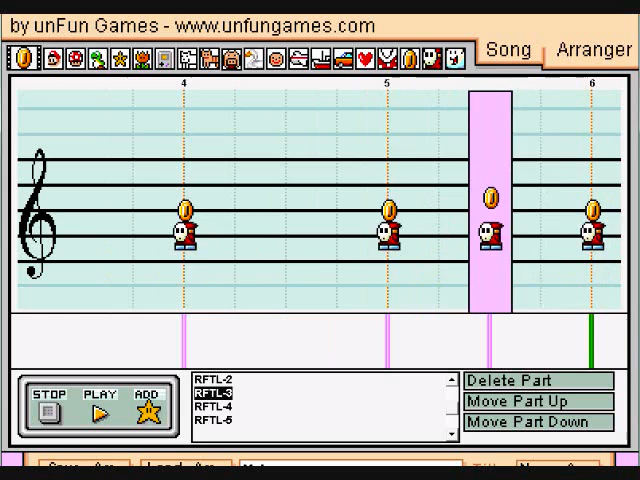 by unFun Games - www.unfungames.com
Song
Arranger
4
5
6
STOP
PLAY
ADD
RFTL-2
RFTL-3
RFTL-4
RFTL-5
Delete Part
Move Part Up
Move Part Down